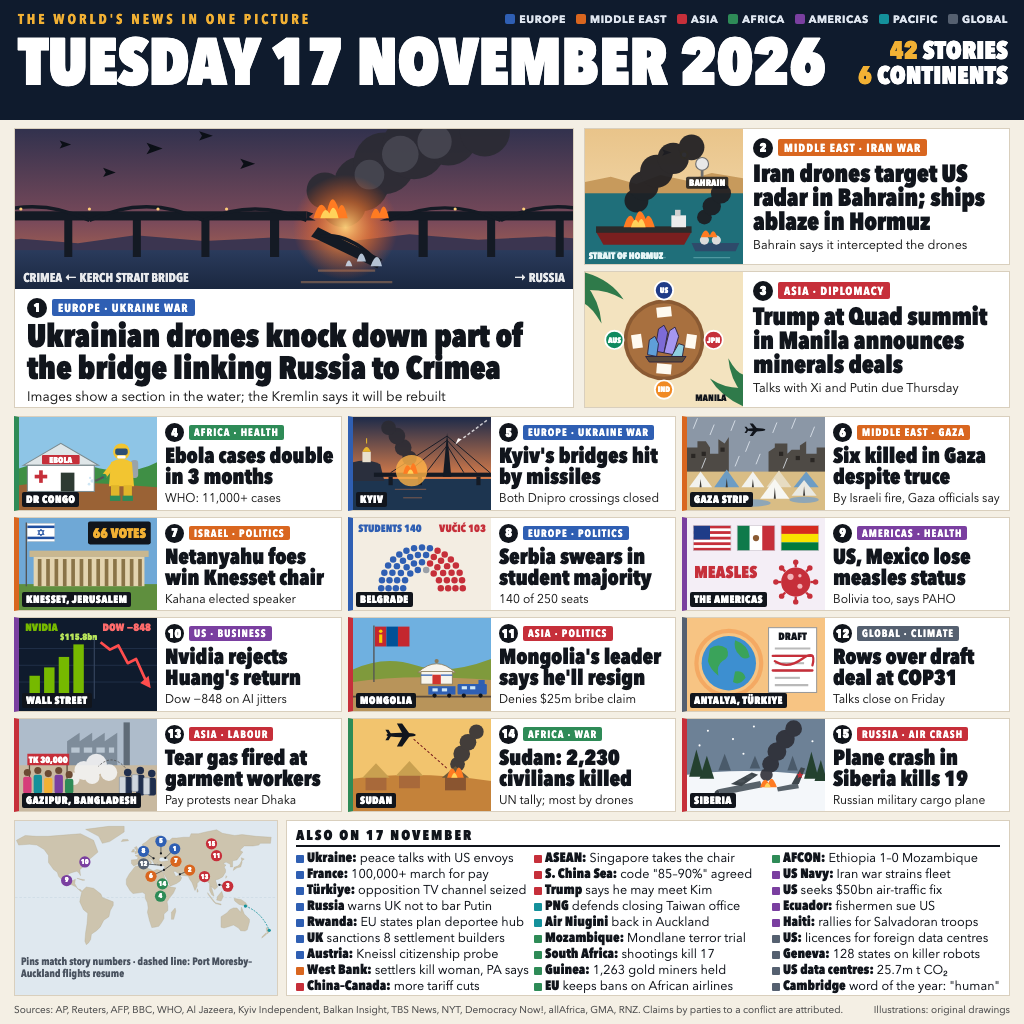 THE WORLD'S NEWS IN ONE PICTURE
EUROPE MIDDLE EAST ASIA AFRICA AMERICAS PACIFIC GLOBAL
TUESDAY 17 NOVEMBER 2026
42 STORIES
6 CONTINENTS
CRIMEA ← KERCH STRAIT BRIDGE
→ RUSSIA
1 EUROPE · UKRAINE WAR
Ukrainian drones knock down part of
the bridge linking Russia to Crimea
Images show a section in the water; the Kremlin says it will be rebuilt
BAHRAIN
STRAIT OF HORMUZ
2 MIDDLE EAST · IRAN WAR
Iran drones target US
radar in Bahrain; ships
ablaze in Hormuz
Bahrain says it intercepted the drones
US
AUS
JPN
IND
MANILA
3 ASIA · DIPLOMACY
Trump at Quad summit
in Manila announces
minerals deals
Talks with Xi and Putin due Thursday
EBOLA
DR CONGO
4 AFRICA · HEALTH
Ebola cases double
in 3 months
WHO: 11,000+ cases
KYIV
5 EUROPE · UKRAINE WAR
Kyiv's bridges hit
by missiles
Both Dnipro crossings closed
GAZA STRIP
6 MIDDLE EAST · GAZA
Six killed in Gaza
despite truce
By Israeli fire, Gaza officials say
66 VOTES
KNESSET, JERUSALEM
7 ISRAEL · POLITICS
Netanyahu foes
win Knesset chair
Kahana elected speaker
STUDENTS 140 VUČIĆ 103
BELGRADE
8 EUROPE · POLITICS
Serbia swears in
student majority
140 of 250 seats
MEASLES
THE AMERICAS
9 AMERICAS · HEALTH
US, Mexico lose
measles status
Bolivia too, says PAHO
NVIDIA
$115.8bn
DOW −848
WALL STREET
10 US · BUSINESS
Nvidia rejects
Huang's return
Dow −848 on AI jitters
MONGOLIA
11 ASIA · POLITICS
Mongolia's leader
says he'll resign
Denies $25m bribe claim
DRAFT
ANTALYA, TÜRKIYE
12 GLOBAL · CLIMATE
Rows over draft
deal at COP31
Talks close on Friday
TK 30,000
GAZIPUR, BANGLADESH
13 ASIA · LABOUR
Tear gas fired at
garment workers
Pay protests near Dhaka
SUDAN
14 AFRICA · WAR
Sudan: 2,230
civilians killed
UN tally; most by drones
SIBERIA
15 RUSSIA · AIR CRASH
Plane crash in
Siberia kills 19
Russian military cargo plane
5
8
1
12
7
6
2
14
4
13
3
15
11
10
9
Pins match story numbers · dashed line: Port Moresby–
Auckland flights resume
ALSO ON 17 NOVEMBER
Ukraine: peace talks with US envoys
France: 100,000+ march for pay
Türkiye: opposition TV channel seized
Russia warns UK not to bar Putin
Rwanda: EU states plan deportee hub
UK sanctions 8 settlement builders
Austria: Kneissl citizenship probe
West Bank: settlers kill woman, PA says
China–Canada: more tariff cuts
ASEAN: Singapore takes the chair
S. China Sea: code "85–90%" agreed
Trump says he may meet Kim
PNG defends closing Taiwan office
Air Niugini back in Auckland
Mozambique: Mondlane terror trial
South Africa: shootings kill 17
Guinea: 1,263 gold miners held
EU keeps bans on African airlines
AFCON: Ethiopia 1–0 Mozambique
US Navy: Iran war strains fleet
US seeks $50bn air-traffic fix
Ecuador: fishermen sue US
Haiti: rallies for Salvadoran troops
US: licences for foreign data centres
Geneva: 128 states on killer robots
US data centres: 25.7m t CO₂
Cambridge word of the year: "human"
Sources: AP, Reuters, AFP, BBC, WHO, Al Jazeera, Kyiv Independent, Balkan Insight, TBS News, NYT, Democracy Now!, allAfrica, GMA, RNZ. Claims by parties to a conflict are attributed.
Illustrations: original drawings